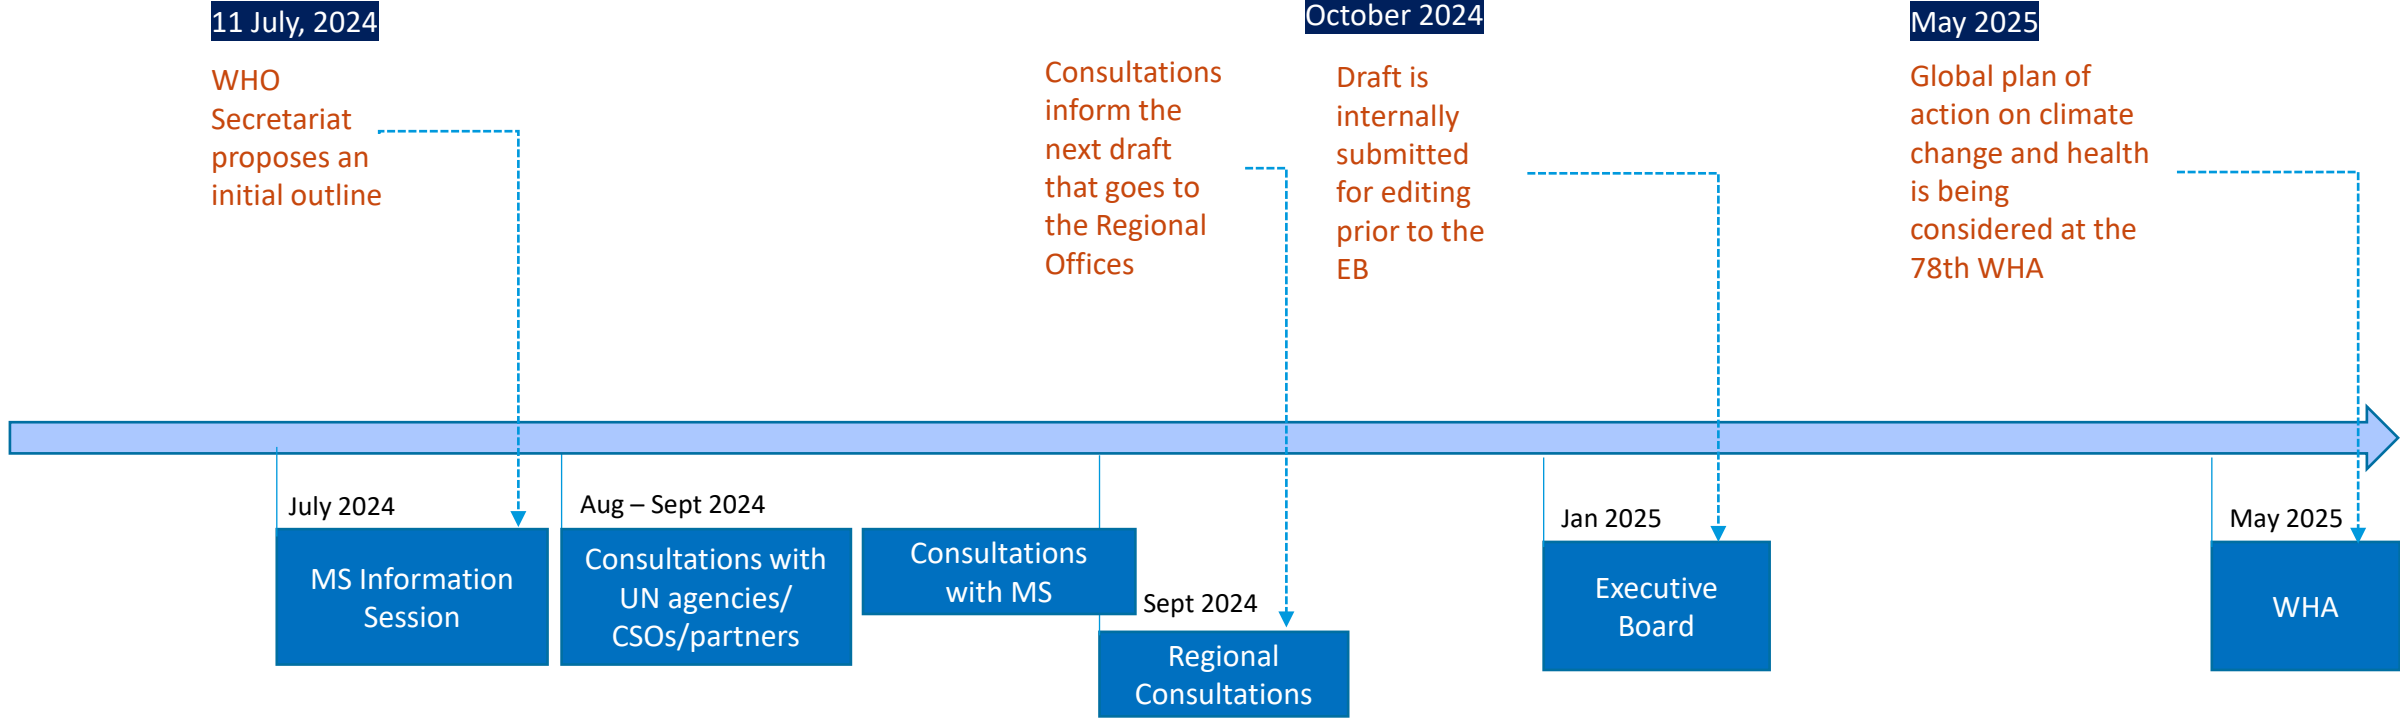 11 July, 2024
WHO
Secretariat
proposes an
initial outline
Consultations
inform the
next draft
that goes to
the Regional
Offices
October 2024
Draft is
internally
submitted
for editing
prior to the
EB
May 2025
Global plan of
action on climate
change and health
is being
considered at the
78th WHA
July 2024
MS Information
Session
Aug – Sept 2024
Consultations with
UN agencies/
CSOs/partners
Consultations
with MS
Sept 2024
Regional
Consultations
Jan 2025
Executive
Board
May 2025
WHA